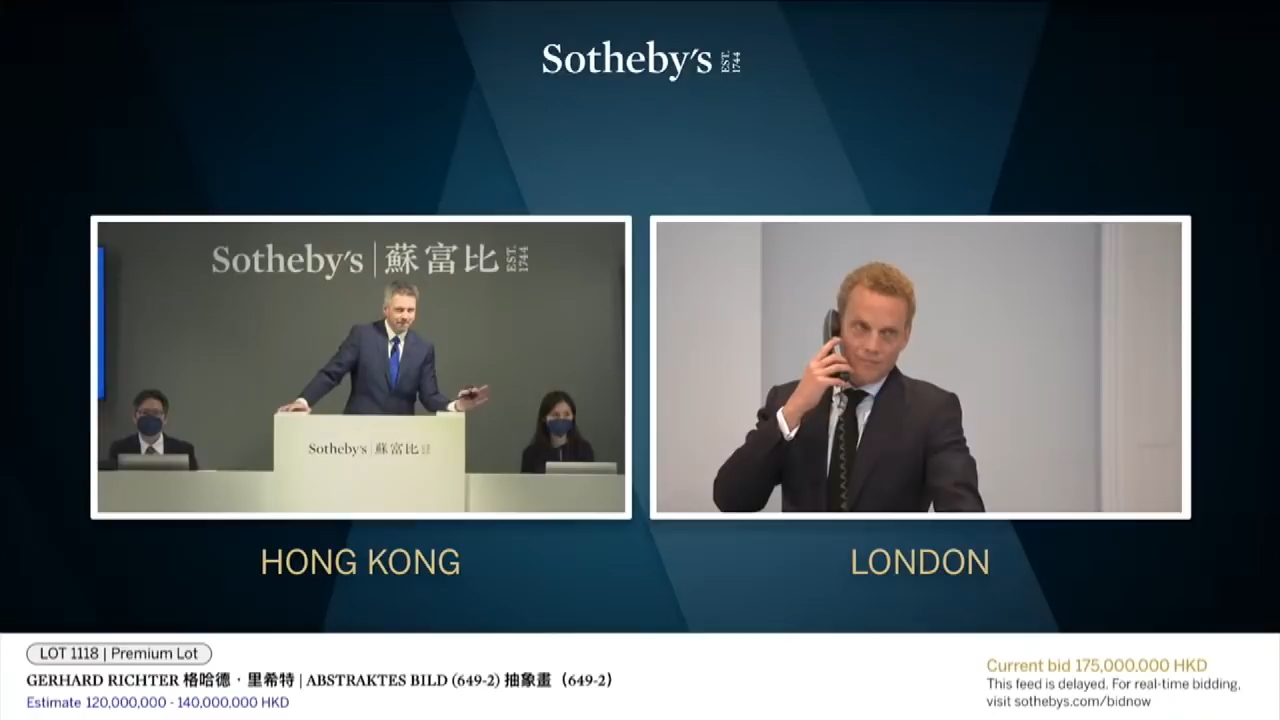 Sotheby's EST. 1744
Sotheby's | 蘇富比 EST. 1744
Sotheby's | 蘇富比
HONG KONG
LONDON
LOT 1118 | Premium Lot
GERHARD RICHTER 格哈德・里希特 | ABSTRAKTES BILD (649-2) 抽象畫（649-2）
Estimate 120,000,000 - 140,000,000 HKD
Current bid 175,000,000 HKD
This feed is delayed. For real-time bidding,
visit sothebys.com/bidnow